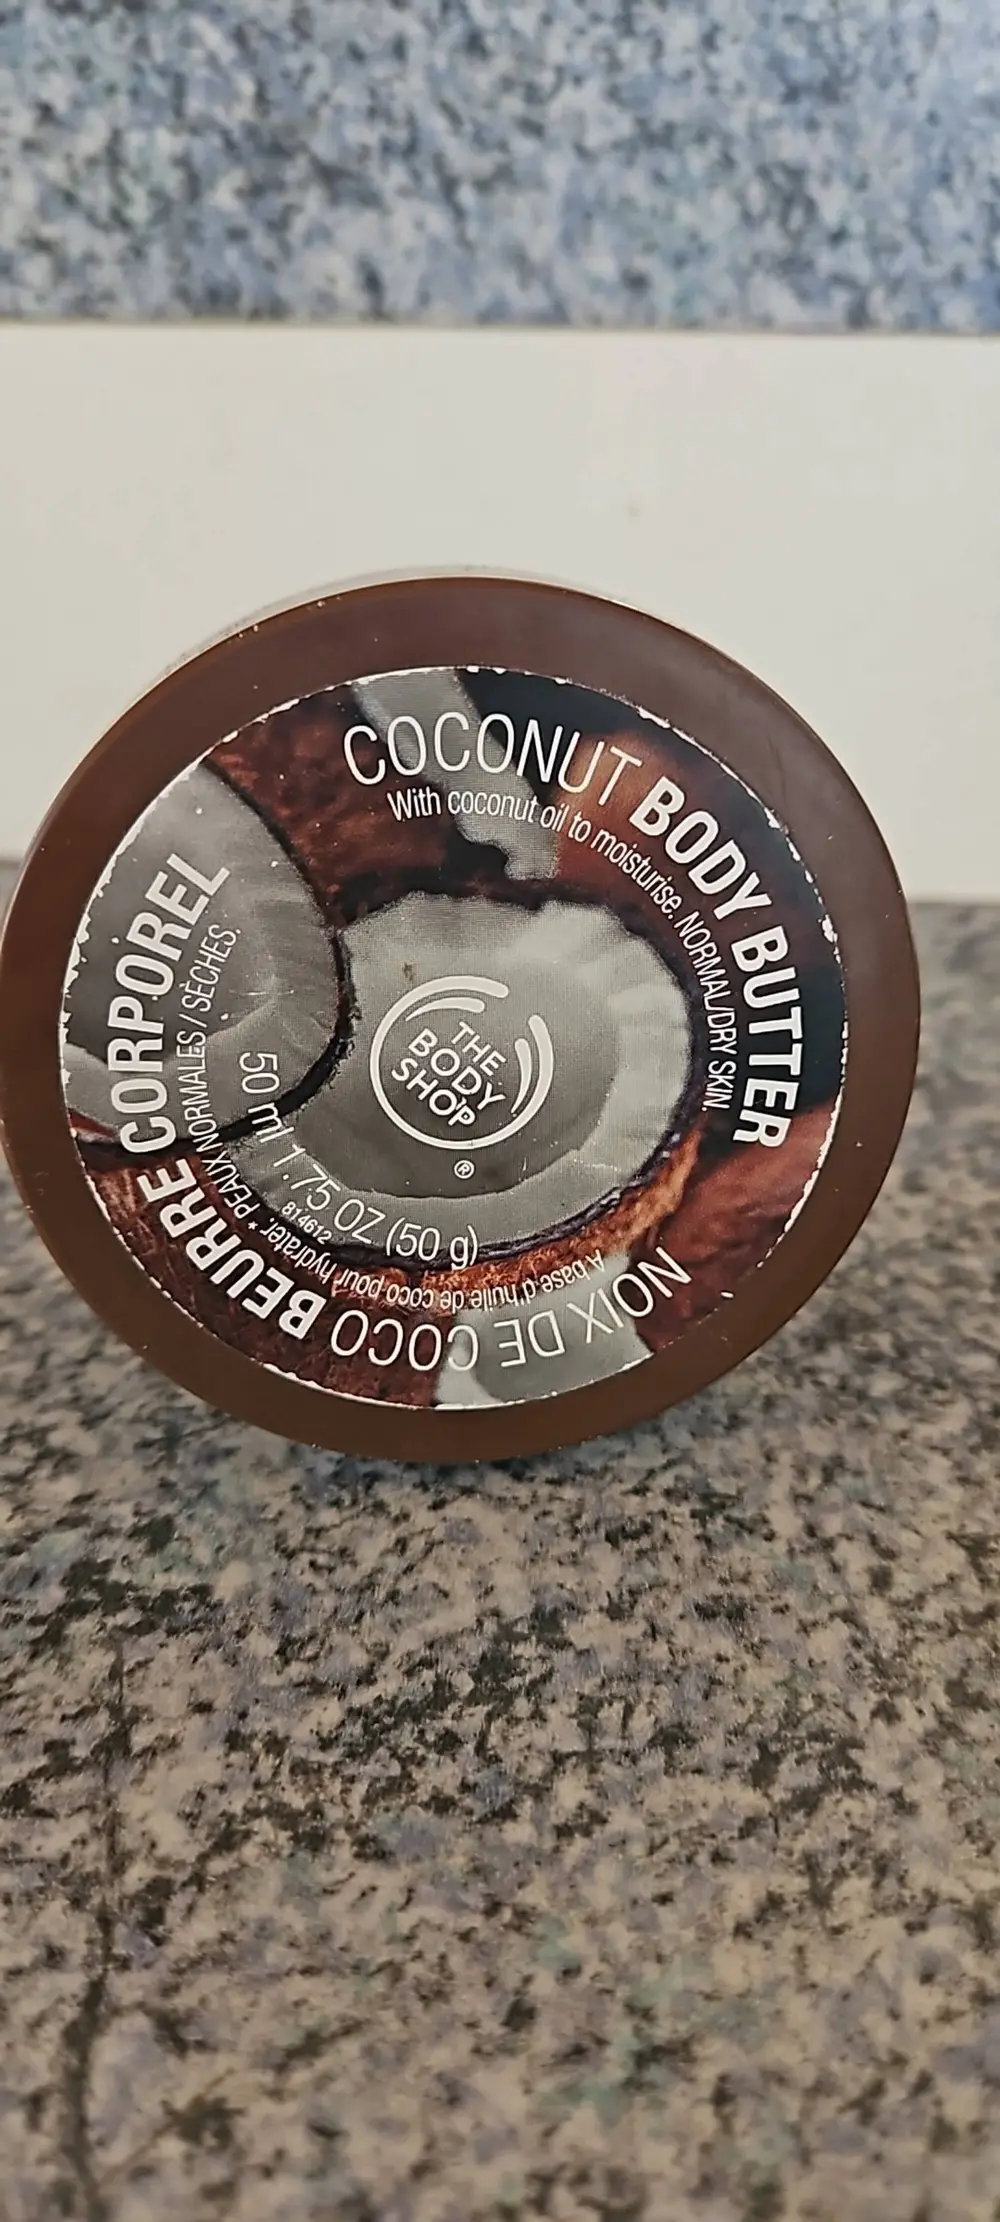 COCONUT BODY BUTTER
With coconut oil to moisturise. NORMAL/DRY SKIN.
THE
BODY
SHOP
®
50 ml 1.75 OZ (50 g)
814612
NOIX DE COCO BEURRE CORPOREL
A base d'huile de coco pour hydrater.* PEAUX NORMALES / SÈCHES.